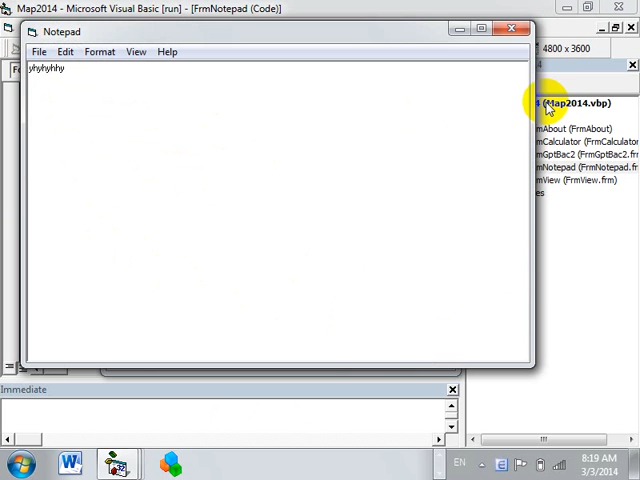 Map2014 - Microsoft Visual Basic [run] - [FrmNotepad (Code)]
Notepad
4800 x 3600
File Edit Format View Help
yhyhyhhy
(Map2014.vbp)
mAbout (FrmAbout)
mCalculator (FrmCalculator
mGptBac2 (FrmGptBac2.fr
mNotepad (FrmNotepad.fr
mView (FrmView.frm)
es
Immediate
EN
8:19 AM
3/3/2014